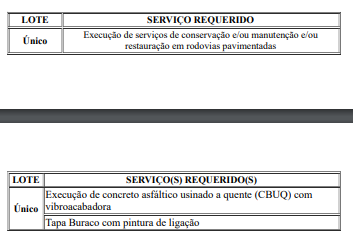 LOTE SERVIÇO REQUERIDO
Único Execução de serviços de conservação e/ou manutenção e/ou
restauração em rodovias pavimentadas
LOTE SERVIÇO(S) REQUERIDO(S)
Único Execução de concreto asfáltico usinado a quente (CBUQ) com
vibroacabadora
Tapa Buraco com pintura de ligação